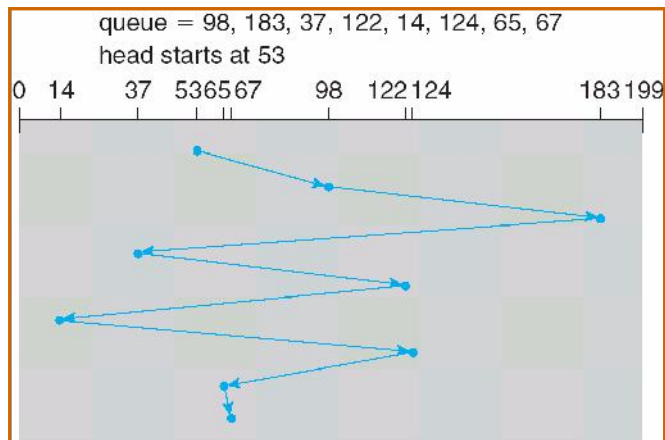 queue = 98, 183, 37, 122, 14, 124, 65, 67
head starts at 53
0 14 37 536567 98 122124 183199